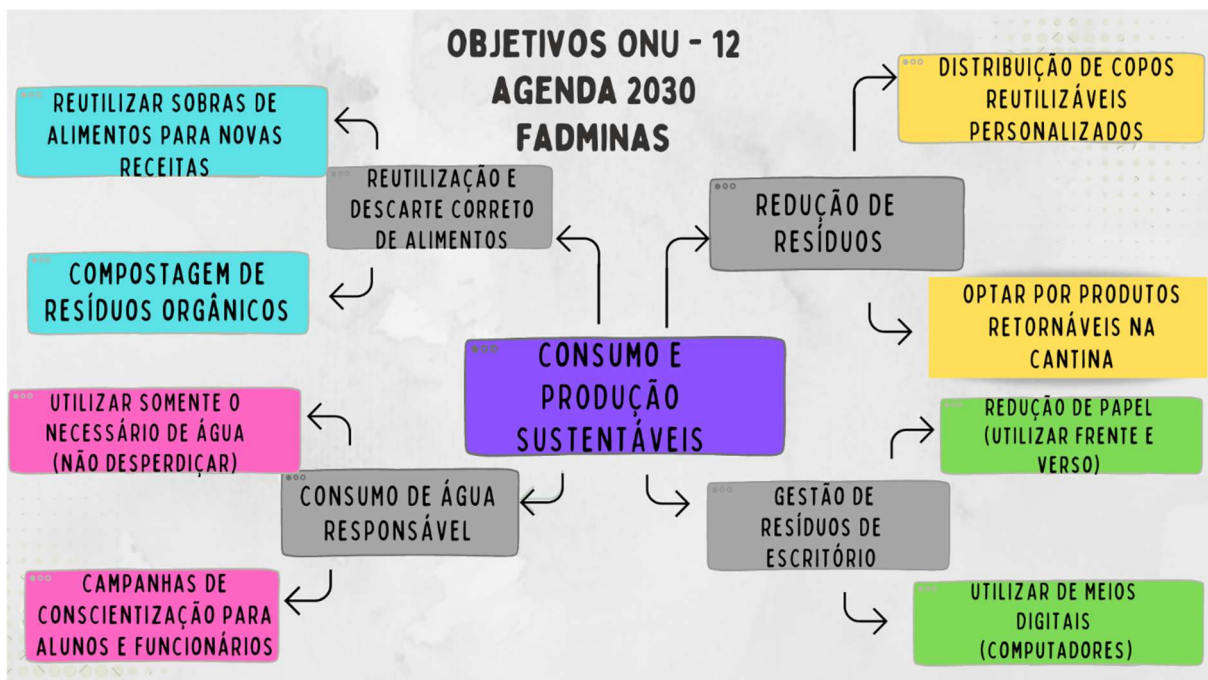 OBJETIVOS ONU - 12
AGENDA 2030
FADMINAS
REUTILIZAR SOBRAS DE
ALIMENTOS PARA NOVAS
RECEITAS
REUTILIZAÇÃO E
DESCARTE CORRETO
DE ALIMENTOS
COMPOSTAGEM DE
RESÍDUOS ORGÂNICOS
DISTRIBUIÇÃO DE COPOS
REUTILIZÁVEIS
PERSONALIZADOS
REDUÇÃO DE
RESÍDUOS
OPTAR POR PRODUTOS
RETORNÁVEIS NA
CANTINA
CONSUMO E
PRODUÇÃO
SUSTENTÁVEIS
UTILIZAR SOMENTE O
NECESSÁRIO DE ÁGUA
(NÃO DESPERDIÇAR)
CONSUMO DE ÁGUA
RESPONSÁVEL
CAMPANHAS DE
CONSCIENTIZAÇÃO PARA
ALUNOS E FUNCIONÁRIOS
REDUÇÃO DE PAPEL
(UTILIZAR FRENTE E
VERSO)
GESTÃO DE
RESÍDUOS DE
ESCRITÓRIO
UTILIZAR DE MEIOS
DIGITAIS
(COMPUTADORES)